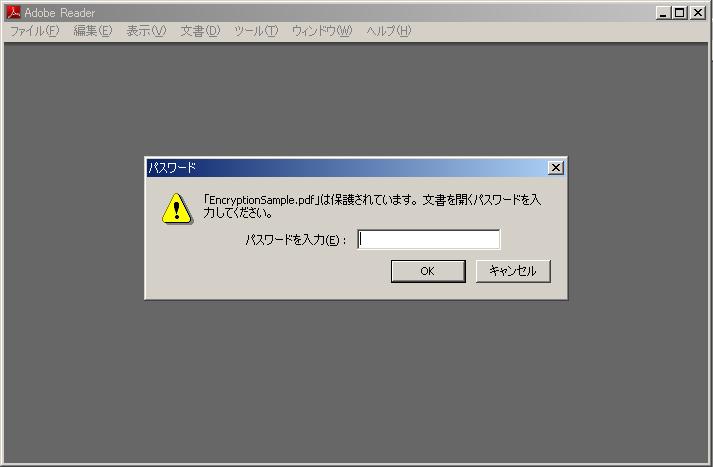 Adobe Reader
ファイル(F) 編集(E) 表示(V) 文書(D) ツール(T) ウィンドウ(W) ヘルプ(H)
パスワード
「EncryptionSample.pdf」は保護されています。文書を開くパスワードを入
力してください。
パスワードを入力(E)：
OK キャンセル